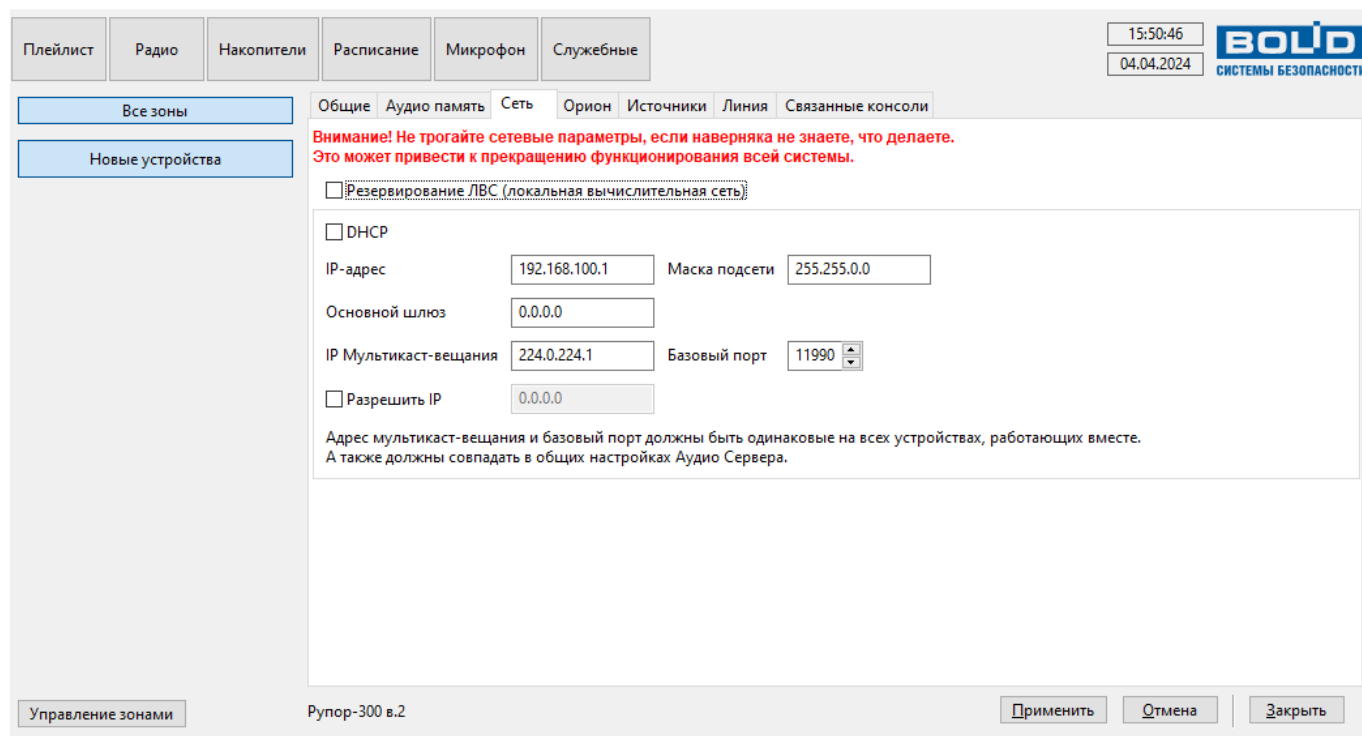 Плейлист
Радио
Накопители
Расписание
Микрофон
Служебные
15:50:46
04.04.2024
BOLID
СИСТЕМЫ БЕЗОПАСНОСТИ
Все зоны
Новые устройства
Общие Аудио память Сеть Орион Источники Линия Связанные консоли
Внимание! Не трогайте сетевые параметры, если наверняка не знаете, что делаете.
Это может привести к прекращению функционирования всей системы.
Резервирование ЛВС (локальная вычислительная сеть)
DHCP
IP-адрес 192.168.100.1 Маска подсети 255.255.0.0
Основной шлюз 0.0.0.0
IP Мультикаст-вещания 224.0.224.1 Базовый порт 11990
Разрешить IP 0.0.0.0
Адрес мультикаст-вещания и базовый порт должны быть одинаковые на всех устройствах, работающих вместе.
А также должны совпадать в общих настройках Аудио Сервера.
Управление зонами
Рупор-300 в.2
Применить
Отмена
Закрыть